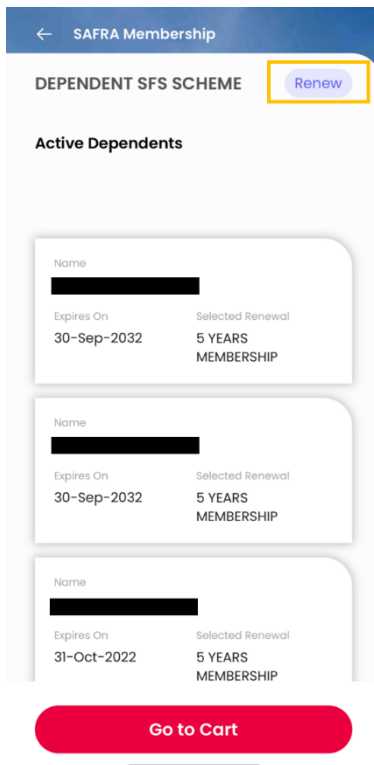 ← SAFRA Membership
DEPENDENT SFS SCHEME Renew
Active Dependents
Name
Expires On Selected Renewal
30-Sep-2032 5 YEARS
MEMBERSHIP
Name
Expires On Selected Renewal
30-Sep-2032 5 YEARS
MEMBERSHIP
Name
Expires On Selected Renewal
31-Oct-2022 5 YEARS
MEMBERSHIP
Go to Cart